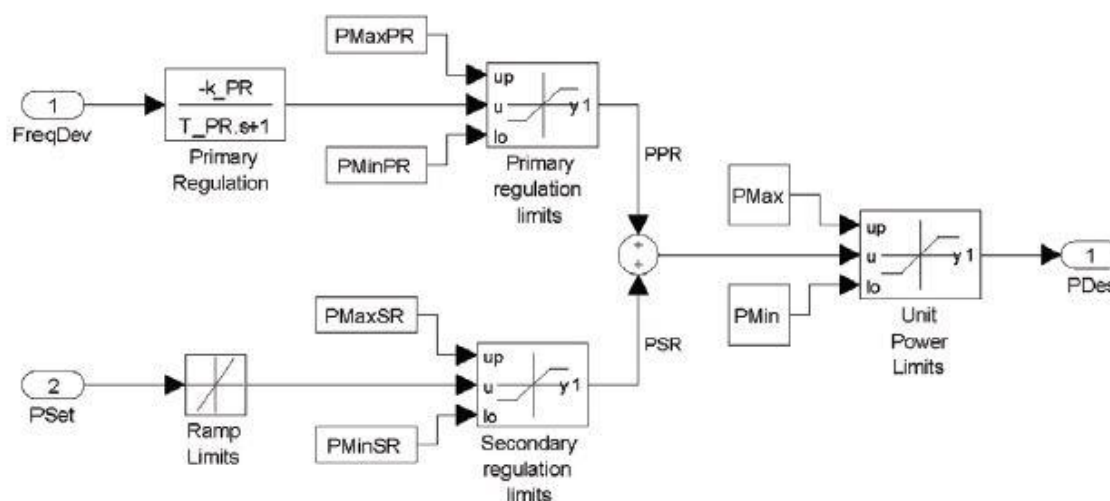 PMaxPR
1
FreqDev
-k_PR
T_PR.s+1
Primary
Regulation
PMinPR
up
u
lo
y 1
Primary
regulation
limits
PPR
PMax
PMin
up
u
lo
y 1
Unit
Power
Limits
1
PDes
+
+
PSR
2
PSet
Ramp
Limits
PMaxSR
PMinSR
up
u
lo
y 1
Secondary
regulation
limits